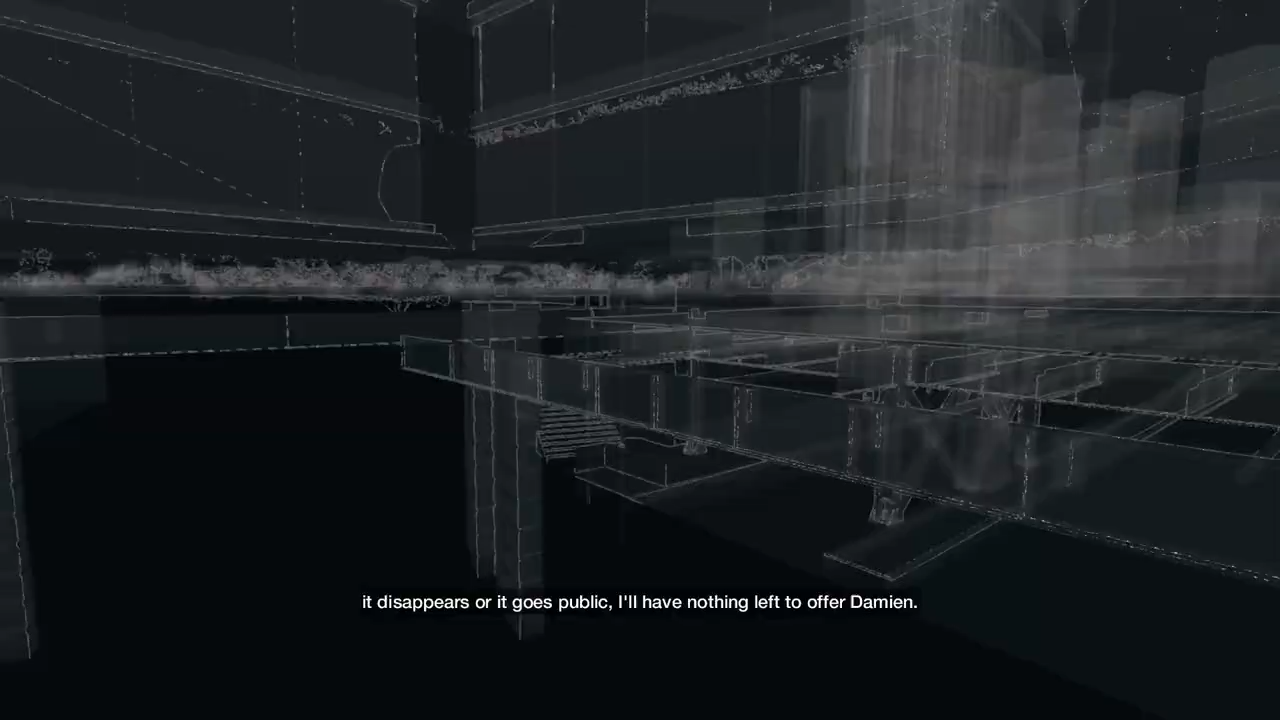 it disappears or it goes public, I'll have nothing left to offer Damien.